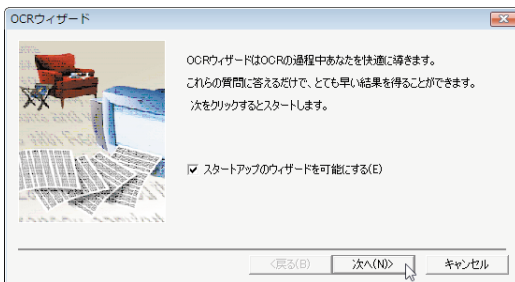 OCRウィザード
OCRウィザードはOCRの過程中あなたを快適に導きます。
これらの質問に答えるだけで、とても早い結果を得ることができます。
次をクリックするとスタートします。
スタートアップのウィザードを可能にする(E)
<戻る(B)
次へ(N)>
キャンセル